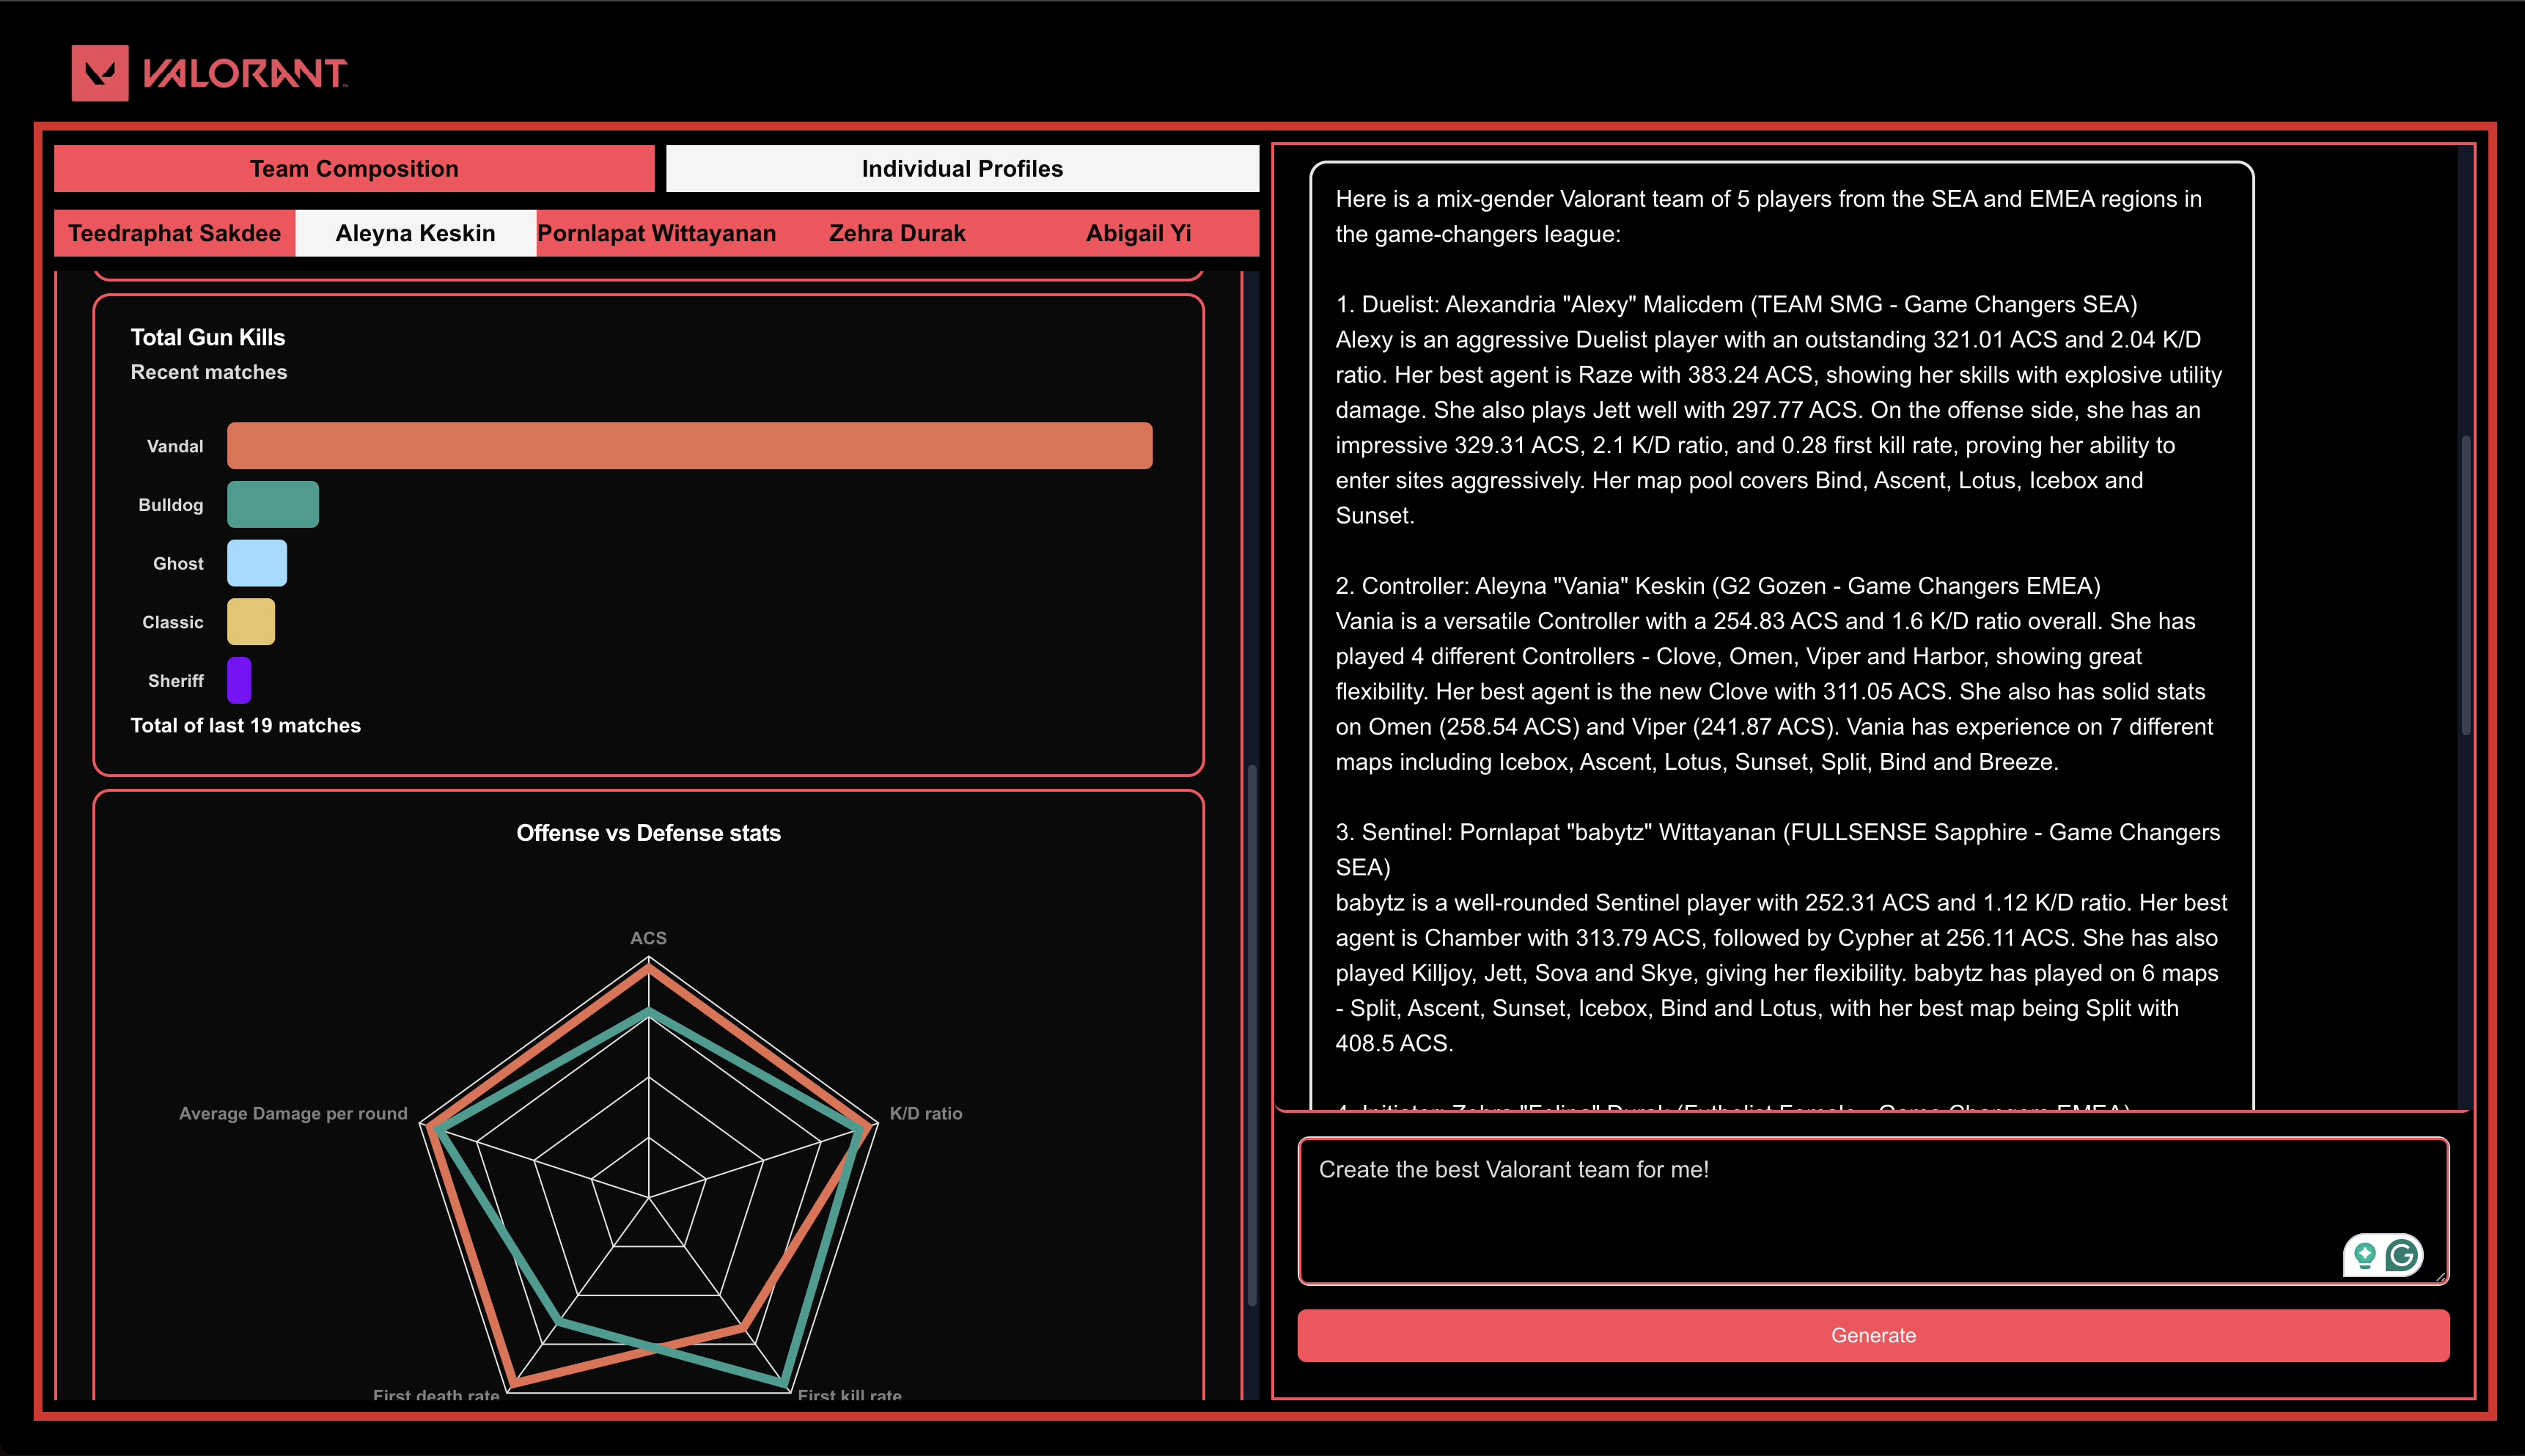 VALORANT
Team Composition
Individual Profiles
Teedraphat Sakdee
Aleyna Keskin
Pornlapat Wittayanan
Zehra Durak
Abigail Yi
Total Gun Kills
Recent matches
Vandal
Bulldog
Ghost
Classic
Sheriff
Total of last 19 matches
Offense vs Defense stats
ACS
Average Damage per round
K/D ratio
First death rate
First kill rate
Here is a mix-gender Valorant team of 5 players from the SEA and EMEA regions in
the game-changers league:
1. Duelist: Alexandria "Alexy" Malicdem (TEAM SMG - Game Changers SEA)
Alexy is an aggressive Duelist player with an outstanding 321.01 ACS and 2.04 K/D
ratio. Her best agent is Raze with 383.24 ACS, showing her skills with explosive utility
damage. She also plays Jett well with 297.77 ACS. On the offense side, she has an
impressive 329.31 ACS, 2.1 K/D ratio, and 0.28 first kill rate, proving her ability to
enter sites aggressively. Her map pool covers Bind, Ascent, Lotus, Icebox and
Sunset.
2. Controller: Aleyna "Vania" Keskin (G2 Gozen - Game Changers EMEA)
Vania is a versatile Controller with a 254.83 ACS and 1.6 K/D ratio overall. She has
played 4 different Controllers - Clove, Omen, Viper and Harbor, showing great
flexibility. Her best agent is the new Clove with 311.05 ACS. She also has solid stats
on Omen (258.54 ACS) and Viper (241.87 ACS). Vania has experience on 7 different
maps including Icebox, Ascent, Lotus, Sunset, Split, Bind and Breeze.
3. Sentinel: Pornlapat "babytz" Wittayanan (FULLSENSE Sapphire - Game Changers
SEA)
babytz is a well-rounded Sentinel player with 252.31 ACS and 1.12 K/D ratio. Her best
agent is Chamber with 313.79 ACS, followed by Cypher at 256.11 ACS. She has also
played Killjoy, Jett, Sova and Skye, giving her flexibility. babytz has played on 6 maps
- Split, Ascent, Sunset, Icebox, Bind and Lotus, with her best map being Split with
408.5 ACS.
4. Initiator: Zehra Durak Female - Game Changers EMEA)
Create the best Valorant team for me!
Generate